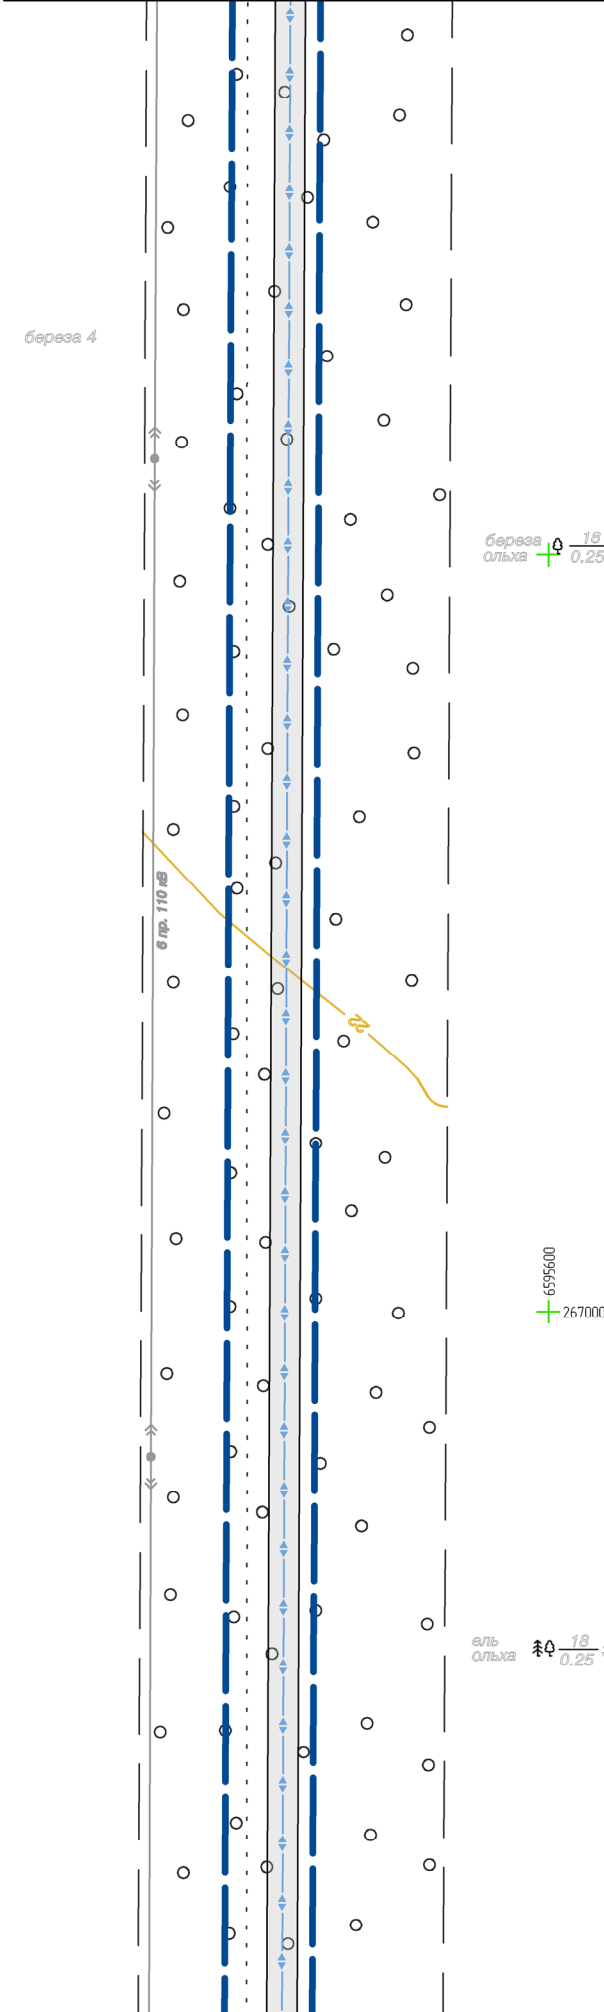 береза 4
береза
ольха
18
0.25
6 пр. 110 кВ
22
6595600
267000
ель
ольха
18
0.25